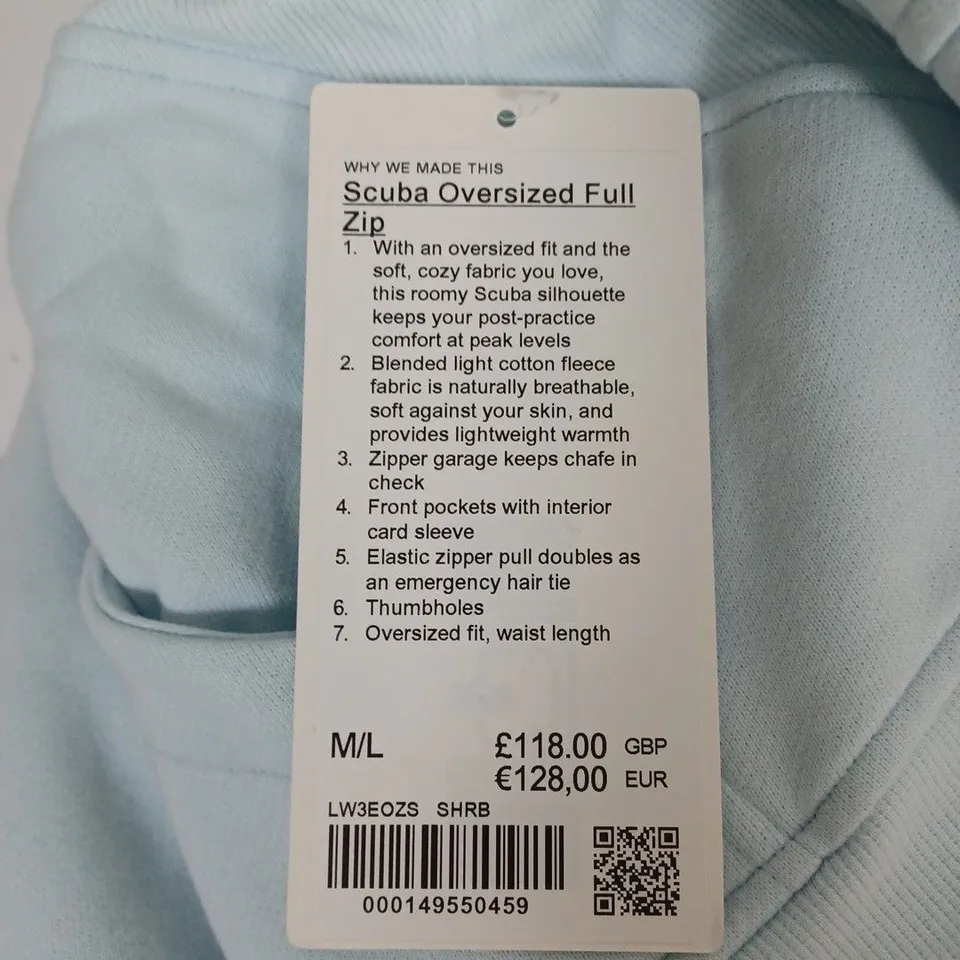 WHY WE MADE THIS
Scuba Oversized Full
Zip
1. With an oversized fit and the
soft, cozy fabric you love,
this roomy Scuba silhouette
keeps your post-practice
comfort at peak levels
2. Blended light cotton fleece
fabric is naturally breathable,
soft against your skin, and
provides lightweight warmth
3. Zipper garage keeps chafe in
check
4. Front pockets with interior
card sleeve
5. Elastic zipper pull doubles as
an emergency hair tie
6. Thumbholes
7. Oversized fit, waist length
M/L £118.00 GBP
€128,00 EUR
LW3EOZS SHRB
000149550459